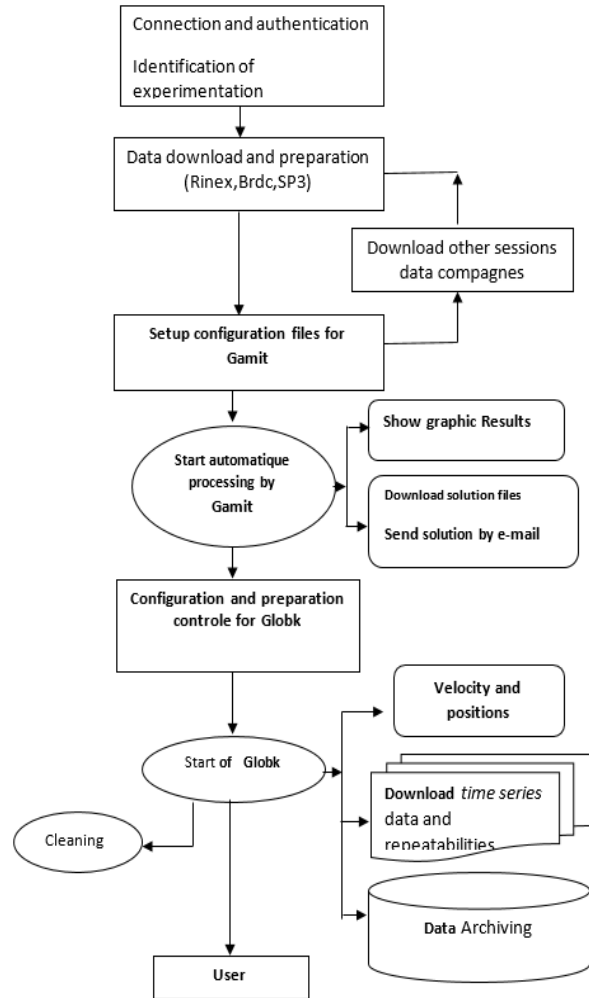 Connection and authentication
Identification of
experimentation
Data download and preparation
(Rinex,Brdc,SP3)
Download other sessions
data compagnes
Setup configuration files for
Gamit
Show graphic Results
Start automatique
processing by
Gamit
Download solution files
Send solution by e-mail
Configuration and preparation
controle for Globk
Velocity and
positions
Start of Globk
Download time series
data and
repeatabilities
Cleaning
Data Archiving
User